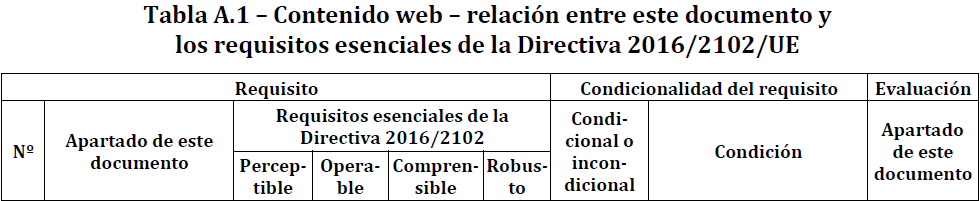 Tabla A.1 – Contenido web – relación entre este documento y
los requisitos esenciales de la Directiva 2016/2102/UE
Requisito
Condicionalidad del requisito
Evaluación
Nº
Apartado de este
documento
Requisitos esenciales de la
Directiva 2016/2102
Percep-
tible
Opera-
ble
Compren-
sible
Robus-
to
Condi-
cional o
incon-
dicional
Condición
Apartado
de este
documento